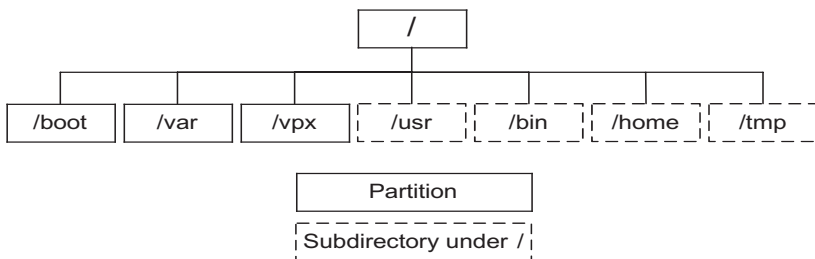 /
/boot /var /vpx /usr /bin /home /tmp
Partition
Subdirectory under /